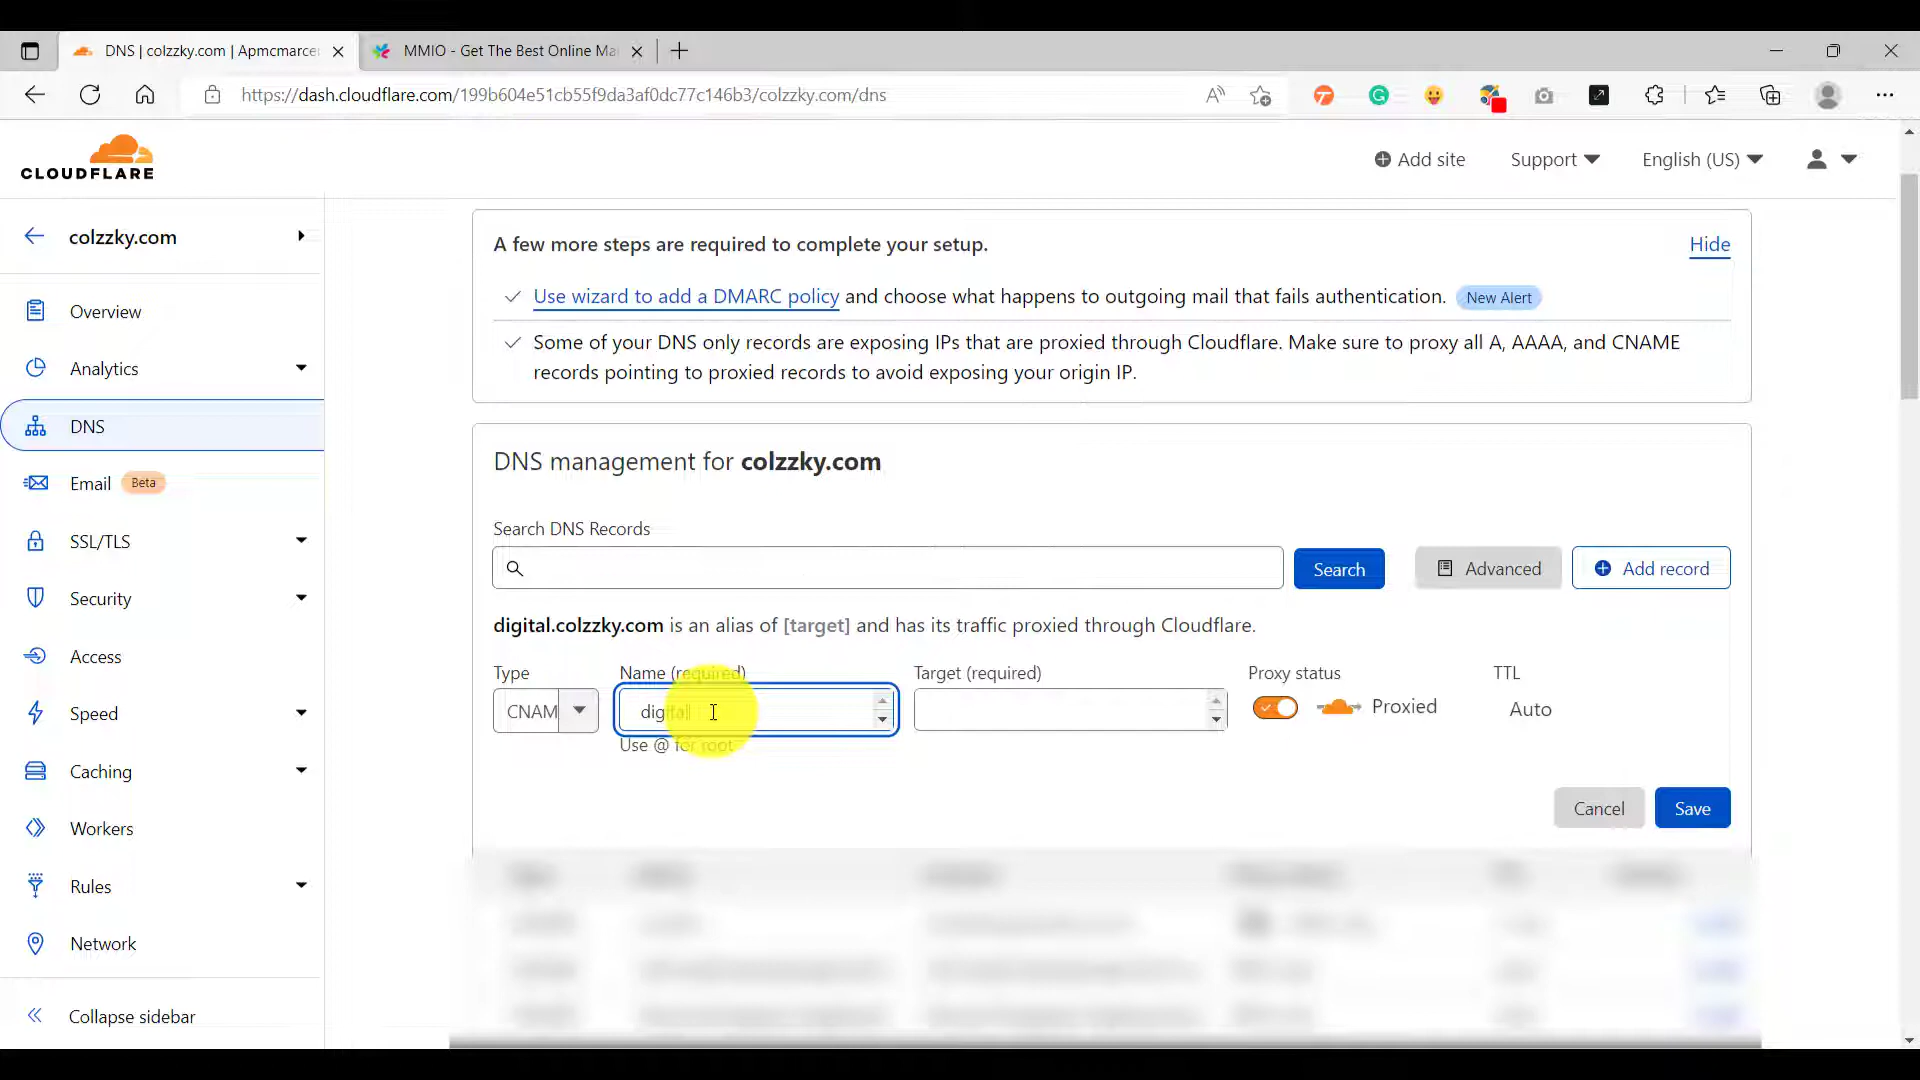 DNS | colzzky.com | Apmcmarce
MMIO - Get The Best Online Ma
https://dash.cloudflare.com/199b604e51cb55f9da3af0dc77c146b3/colzzky.com/dns
CLOUDFLARE
Add site
Support
English (US)
colzzky.com
Overview
Analytics
DNS
Email Beta
SSL/TLS
Security
Access
Speed
Caching
Workers
Rules
Network
Collapse sidebar
A few more steps are required to complete your setup.
Hide
Use wizard to add a DMARC policy and choose what happens to outgoing mail that fails authentication. New Alert
Some of your DNS only records are exposing IPs that are proxied through Cloudflare. Make sure to proxy all A, AAAA, and CNAME
records pointing to proxied records to avoid exposing your origin IP.
DNS management for colzzky.com
Search DNS Records
Search
Advanced
Add record
digital.colzzky.com is an alias of [target] and has its traffic proxied through Cloudflare.
Type Name (required) Target (required) Proxy status TTL
CNAM digital Proxied Auto
Use @ for root
Cancel Save